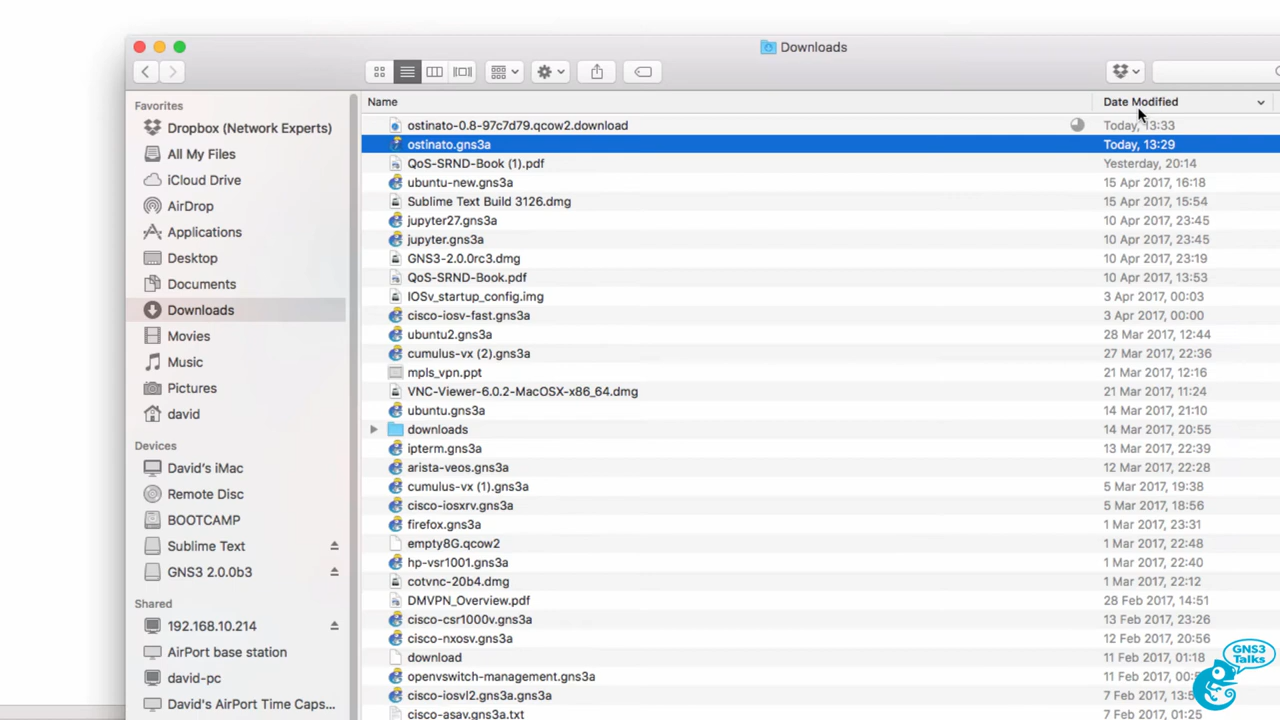 Downloads
Favorites
Dropbox (Network Experts)
All My Files
iCloud Drive
AirDrop
Applications
Desktop
Documents
Downloads
Movies
Music
Pictures
david
Devices
David's iMac
Remote Disc
BOOTCAMP
Sublime Text
GNS3 2.0.0b3
Shared
192.168.10.214
AirPort base station
david-pc
David's AirPort Time Caps...
Name Date Modified
ostinato-0.8-97c7d79.qcow2.download Today, 13:33
ostinato.gns3a Today, 13:29
QoS-SRND-Book (1).pdf Yesterday, 20:14
ubuntu-new.gns3a 15 Apr 2017, 16:18
Sublime Text Build 3126.dmg 15 Apr 2017, 15:54
jupyter27.gns3a 10 Apr 2017, 23:45
jupyter.gns3a 10 Apr 2017, 23:45
GNS3-2.0.0rc3.dmg 10 Apr 2017, 23:19
QoS-SRND-Book.pdf 10 Apr 2017, 13:53
IOSv_startup_config.img 3 Apr 2017, 00:03
cisco-iosv-fast.gns3a 3 Apr 2017, 00:00
ubuntu2.gns3a 28 Mar 2017, 12:44
cumulus-vx (2).gns3a 27 Mar 2017, 22:36
mpls_vpn.ppt 21 Mar 2017, 12:16
VNC-Viewer-6.0.2-MacOSX-x86_64.dmg 21 Mar 2017, 11:24
ubuntu.gns3a 14 Mar 2017, 21:10
downloads 14 Mar 2017, 20:55
ipterm.gns3a 13 Mar 2017, 22:39
arista-veos.gns3a 12 Mar 2017, 22:28
cumulus-vx (1).gns3a 5 Mar 2017, 19:38
cisco-iosxrv.gns3a 5 Mar 2017, 18:56
firefox.gns3a 1 Mar 2017, 23:31
empty8G.qcow2 1 Mar 2017, 22:48
hp-vsr1001.gns3a 1 Mar 2017, 22:40
cotvnc-20b4.dmg 1 Mar 2017, 22:12
DMVPN_Overview.pdf 28 Feb 2017, 14:51
cisco-csr1000v.gns3a 13 Feb 2017, 23:26
cisco-nxosv.gns3a 12 Feb 2017, 20:56
download 11 Feb 2017, 01:18
openvswitch-management.gns3a 11 Feb 2017,
cisco-iosvl2.gns3a.gns3a 7 Feb 2017,
cisco-asav.gns3a.txt 7 Feb 2017, 01:25
GNS3
Talks